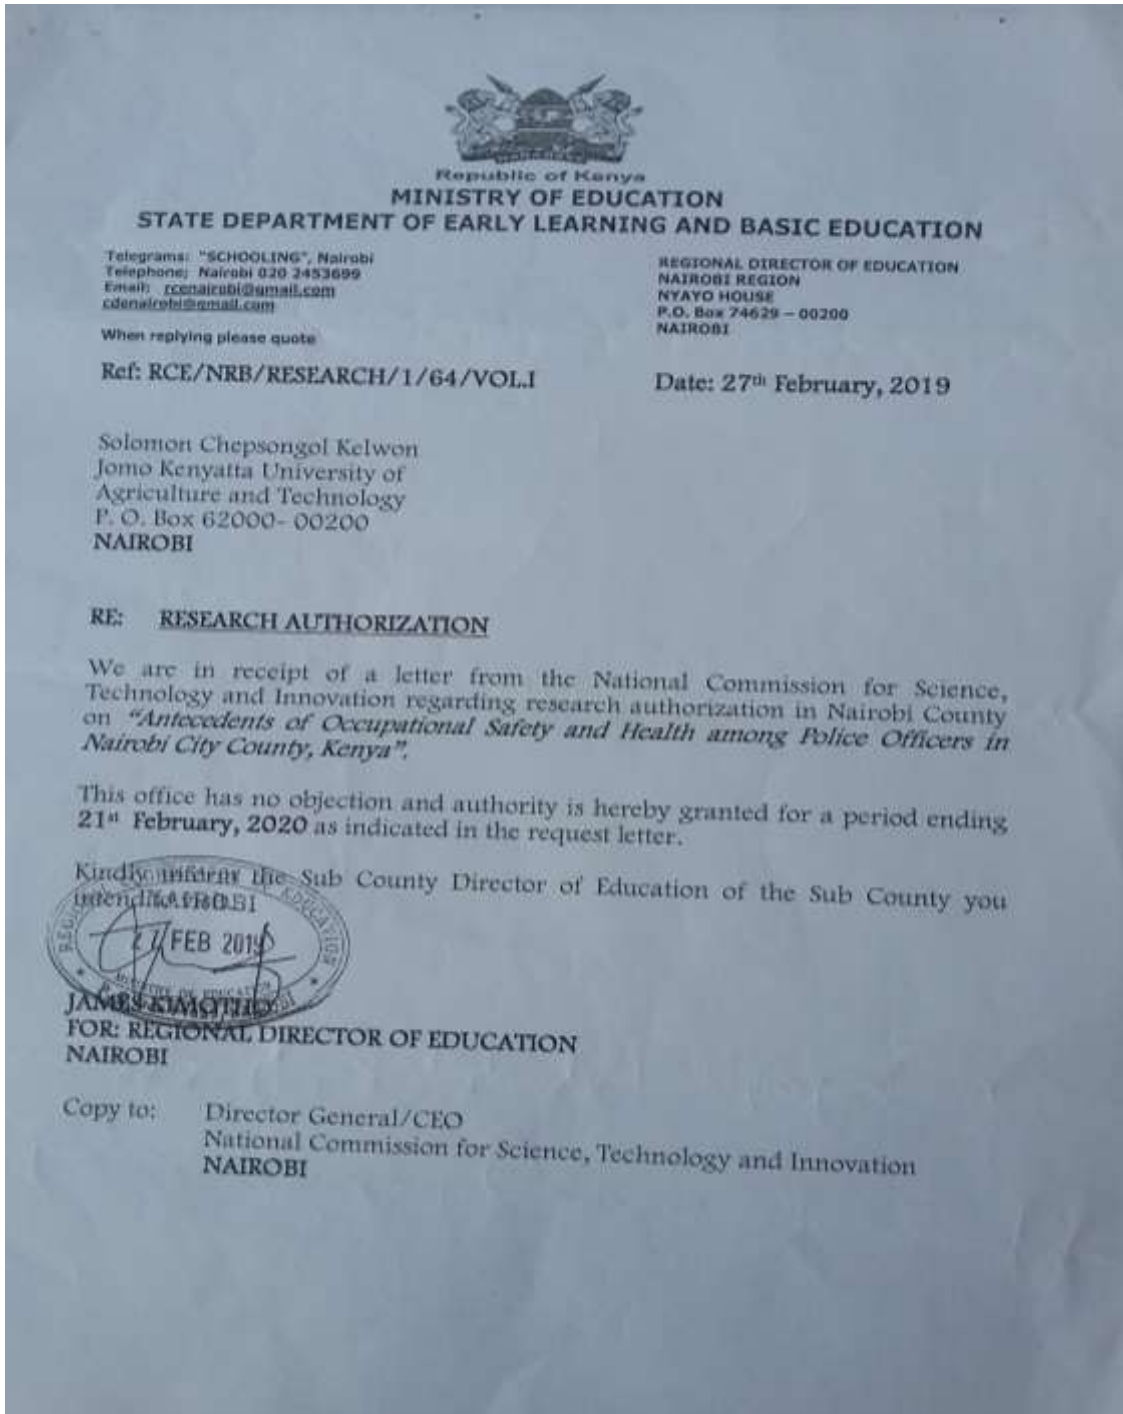 Republic of Kenya
MINISTRY OF EDUCATION
STATE DEPARTMENT OF EARLY LEARNING AND BASIC EDUCATION
Telegrams: "SCHOOLING", Nairobi
Telephone; Nairobi 020 2453699
Email: rcenairobi@gmail.com
cdenairobi@gmail.com
When replying please quote
REGIONAL DIRECTOR OF EDUCATION
NAIROBI REGION
NYAYO HOUSE
P.O. Box 74629 – 00200
NAIROBI
Ref: RCE/NRB/RESEARCH/1/64/VOL.I
Date: 27th February, 2019
Solomon Chepsongol Kelwon
Jomo Kenyatta University of
Agriculture and Technology
P. O. Box 62000- 00200
NAIROBI
RE: RESEARCH AUTHORIZATION
We are in receipt of a letter from the National Commission for Science,
Technology and Innovation regarding research authorization in Nairobi County
on "Antecedents of Occupational Safety and Health among Police Officers in
Nairobi City County, Kenya".
This office has no objection and authority is hereby granted for a period ending
21st February, 2020 as indicated in the request letter.
Kindly inform the Sub County Director of Education of the Sub County you
intend
NAIROBI
27 FEB 2019
JAMES KIMOTHO
FOR: REGIONAL DIRECTOR OF EDUCATION
NAIROBI
Copy to: Director General/CEO
National Commission for Science, Technology and Innovation
NAIROBI